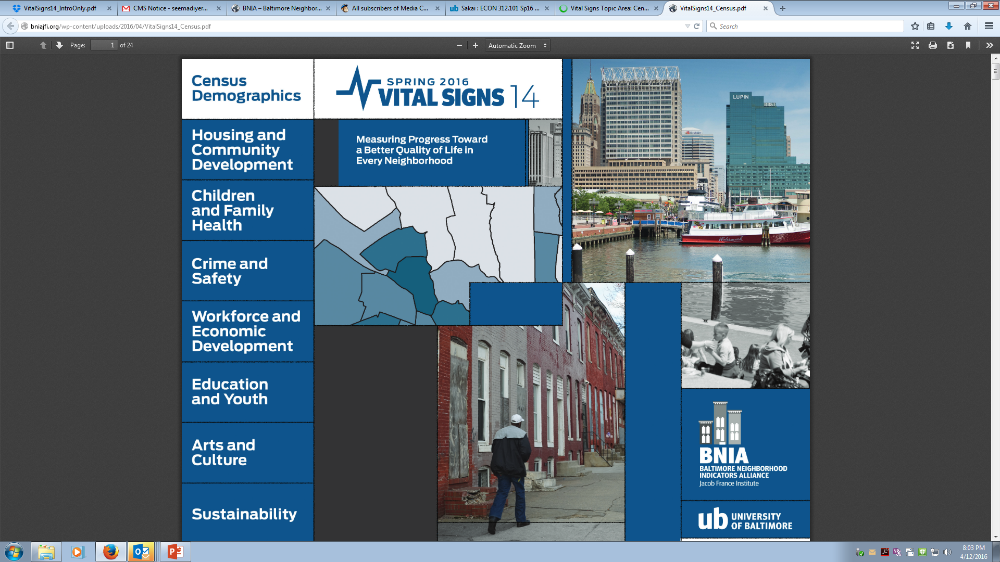 VitalSigns14_IntroOnly.pdf
CMS Notice - seemadiyer...
BNIA – Baltimore Neighbor...
All subscribers of Media C...
Sakai : ECON 312.101 Sp16 ...
Vital Signs Topic Area: Cen...
VitalSigns14_Census.pdf
bniajfi.org/wp-content/uploads/2016/04/VitalSigns14_Census.pdf
Search
Page: 1 of 24
Automatic Zoom
Census
Demographics
Housing and
Community
Development
Children
and Family
Health
Crime and
Safety
Workforce and
Economic
Development
Education
and Youth
Arts and
Culture
Sustainability
SPRING 2016
VITAL SIGNS 14
Measuring Progress Toward
a Better Quality of Life in
Every Neighborhood
LUPIN
BB&T
Watermark
BNIA
BALTIMORE NEIGHBORHOOD
INDICATORS ALLIANCE
Jacob France Institute
ub UNIVERSITY
OF BALTIMORE
8:03 PM
4/12/2016